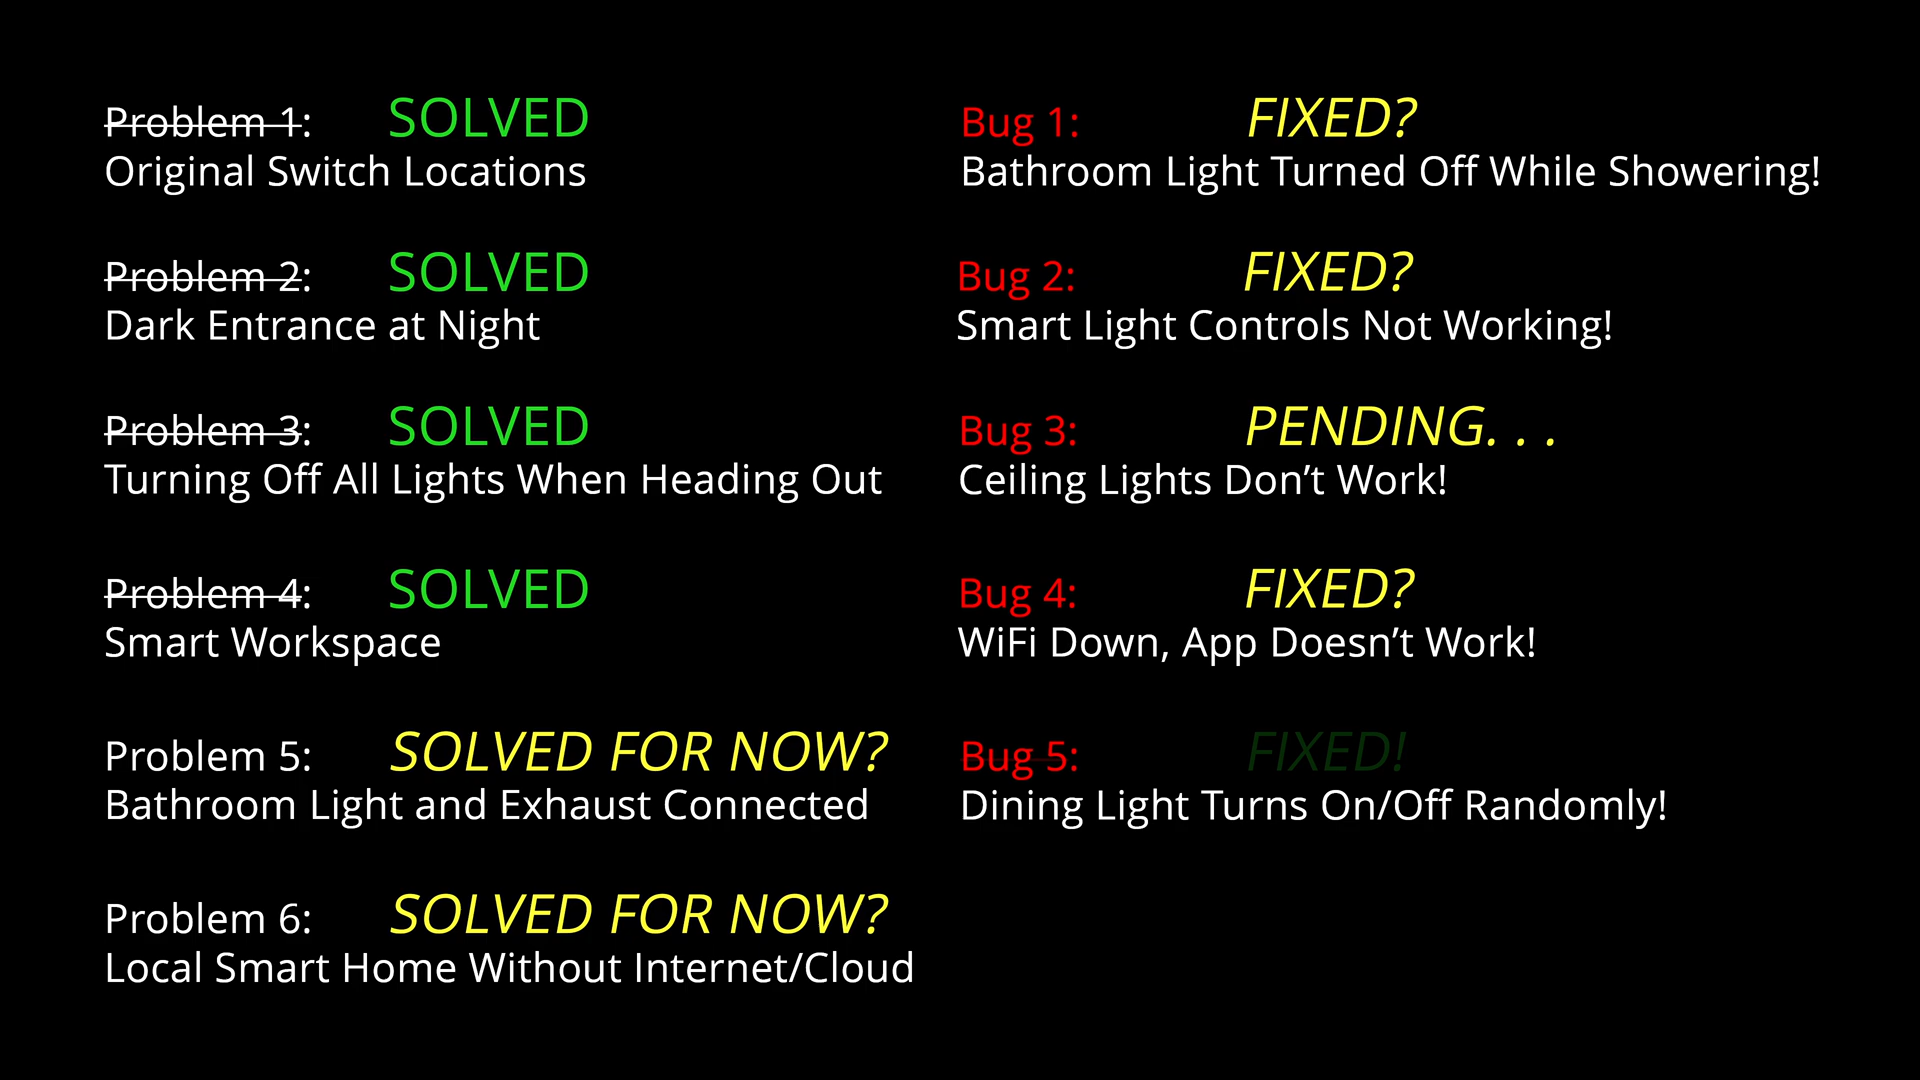 Problem 1: SOLVED
Original Switch Locations
Problem 2: SOLVED
Dark Entrance at Night
Problem 3: SOLVED
Turning Off All Lights When Heading Out
Problem 4: SOLVED
Smart Workspace
Problem 5: SOLVED FOR NOW?
Bathroom Light and Exhaust Connected
Problem 6: SOLVED FOR NOW?
Local Smart Home Without Internet/Cloud
Bug 1: FIXED?
Bathroom Light Turned Off While Showering!
Bug 2: FIXED?
Smart Light Controls Not Working!
Bug 3: PENDING. . .
Ceiling Lights Don’t Work!
Bug 4: FIXED?
WiFi Down, App Doesn’t Work!
Bug 5: FIXED!
Dining Light Turns On/Off Randomly!